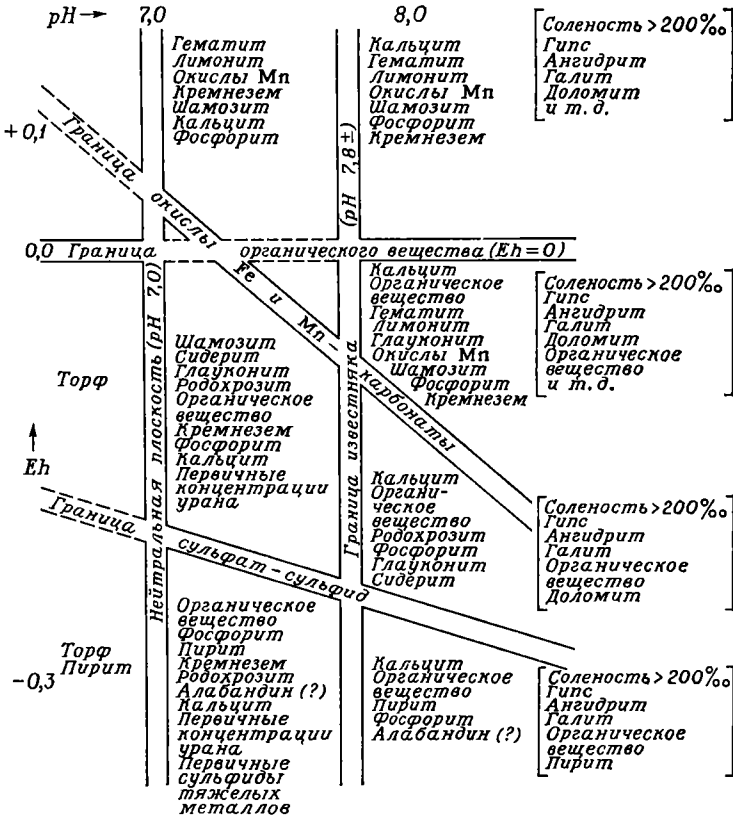 pH→ 7,0 8,0
Гематит
Лимонит
Окислы Mn
Кремнезем
Шамозит
Кальцит
Фосфорит
Кальцит
Гематит
Лимонит
Окислы Mn
Шамозит
Фосфорит
Кремнезем
Соленость>200‰
Гипс
Ангидрит
Галит
Доломит
и т.д.
+0,1
Граница окислы Fe и Mn – карбонаты
(pH 7,8±)
Граница известняка
0,0 Граница органического вещества (Eh=0)
Нейтральная плоскость (pH 7,0)
Торф
Eh
Шамозит
Сидерит
Глауконит
Родохрозит
Органическое
вещество
Кремнезем
Фосфорит
Кальцит
Первичные
концентрации
урана
Кальцит
Органическое
вещество
Гематит
Лимонит
Глауконит
Окислы Mn
Шамозит
Фосфорит
Кремнезем
Соленость>200‰
Гипс
Ангидрит
Галит
Доломит
Органическое
вещество
и т.д.
Кальцит
Органи-
ческое
вещество
Родохрозит
Фосфорит
Глауконит
Сидерит
Соленость>200‰
Гипс
Ангидрит
Галит
Органическое
вещество
Доломит
Граница сульфат–сульфид
Торф
Пирит
-0,3
Органическое
вещество
Фосфорит
Пирит
Кремнезем
Родохрозит
Алабандин (?)
Кальцит
Первичные
концентрации
урана
Первичные
сульфиды
тяжелых
металлов
Кальцит
Органическое
вещество
Пирит
Фосфорит
Алабандин (?)
Соленость>200‰
Гипс
Ангидрит
Галит
Органическое
вещество
Пирит